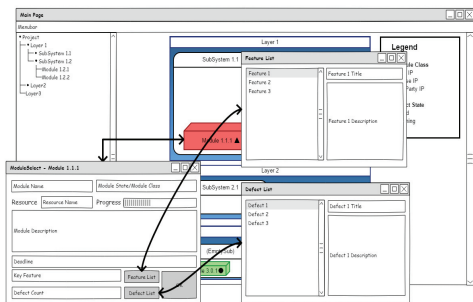 Main Page
Menubar
Project
Layer 1
SubSystem 1.1
SubSystem 1.2
Module 1.2.1
Module 1.2.2
Layer2
Layer3
Layer 1
SubSystem 1.1
Module 1.1.1
Legend
Feature List
Feature 1
Feature 2
Feature 3
Feature 1 Title
Feature 1 Description
Class
IP
IP
Party IP
State
Layer 2
SubSystem 2.1
(EmptySub)
3.1
ModuleSelect - Module 1.1.1
Module Name
Module State/Module Class
Resource
Resource Name
Progress
Module Description
Deadline
Key Feature
Feature List
Defect Count
Defect List
Defect List
Defect 1
Defect 2
Defect 3
Defect 1 Title
Defect 1 Description